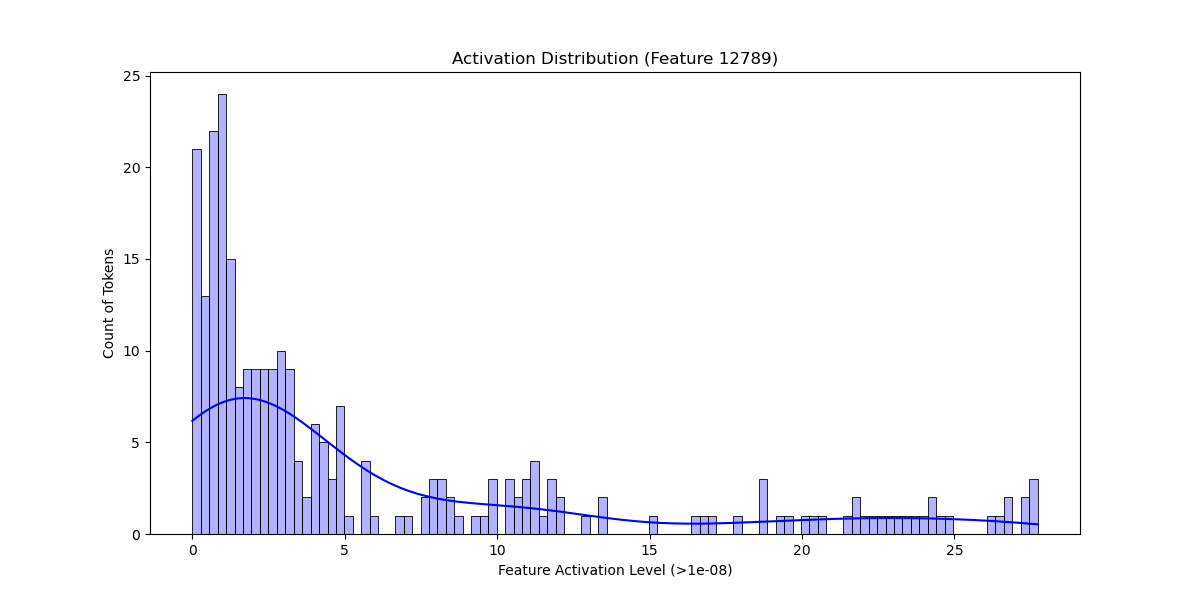 Activation Distribution (Feature 12789)
25
20
15
10
5
0
Count of Tokens
0 5 10 15 20 25
Feature Activation Level (>1e-08)